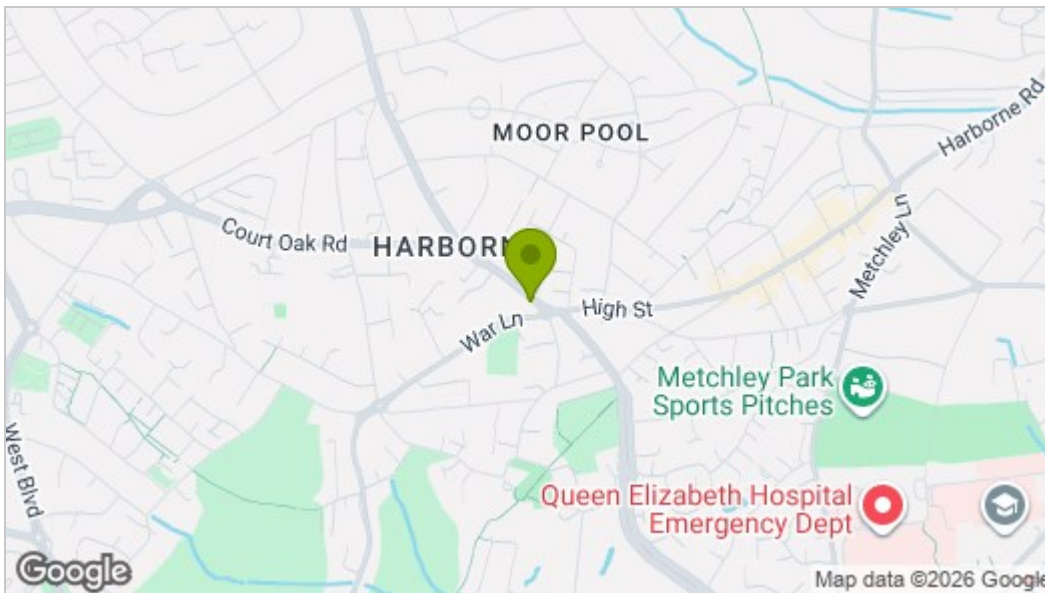 MOOR POOL
Harborne Rd
Court Oak Rd
HARBORN
Metchley Ln
High St
War Ln
Metchley Park
Sports Pitches
West Blvd
Queen Elizabeth Hospital
Emergency Dept
Google
Map data ©2026 Google